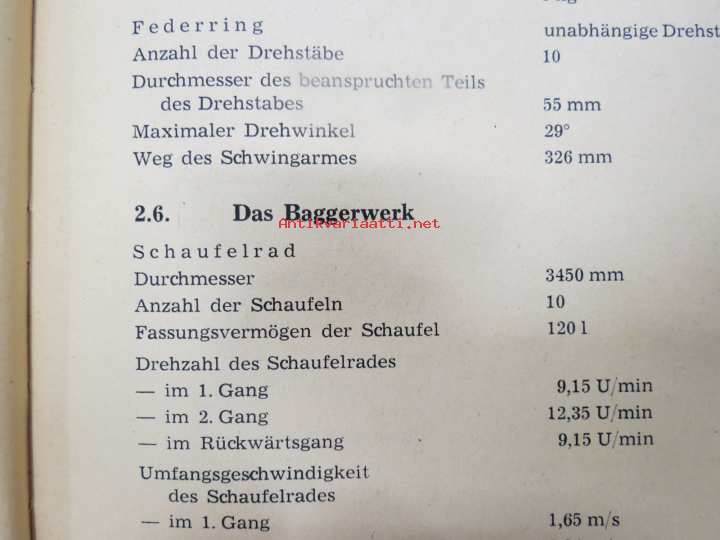 Federring unabhängige Drehst
Anzahl der Drehstäbe 10
Durchmesser des beanspruchten Teils
des Drehstabes 55 mm
Maximaler Drehwinkel 29°
Weg des Schwingarmes 326 mm
2.6. Das Baggerwerk
Antikvariaatti.net
Schaufelrad
Durchmesser 3450 mm
Anzahl der Schaufeln 10
Fassungsvermögen der Schaufel 120 l
Drehzahl des Schaufelrades
— im 1. Gang 9,15 U/min
— im 2. Gang 12,35 U/min
— im Rückwärtsgang 9,15 U/min
Umfangsgeschwindigkeit
des Schaufelrades
— im 1. Gang 1,65 m/s